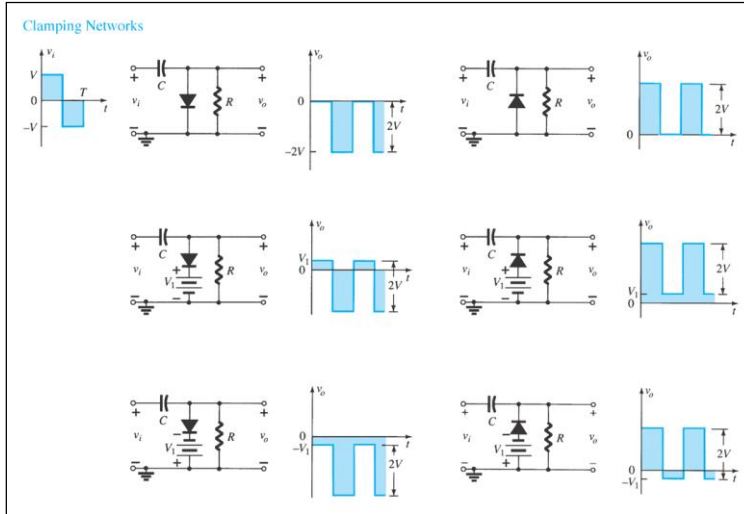 Clamping Networks
vi
V
T
0
t
−V
+
C
+
vi
R
vo
−
−
vo
0
t
2V
−2V
+
C
+
vi
R
vo
−
−
vo
2V
0
t
+
C
+
vi
+
R
vo
V1
−
−
−
vo
V1
0
t
2V
+
C
+
vi
+
R
vo
V1
−
−
−
vo
2V
V1
0
t
+
C
+
vi
−
R
vo
V1
+
−
−
vo
0
−V1
t
2V
+
C
+
vi
−
R
vo
V1
+
−
−
vo
2V
0
−V1
t